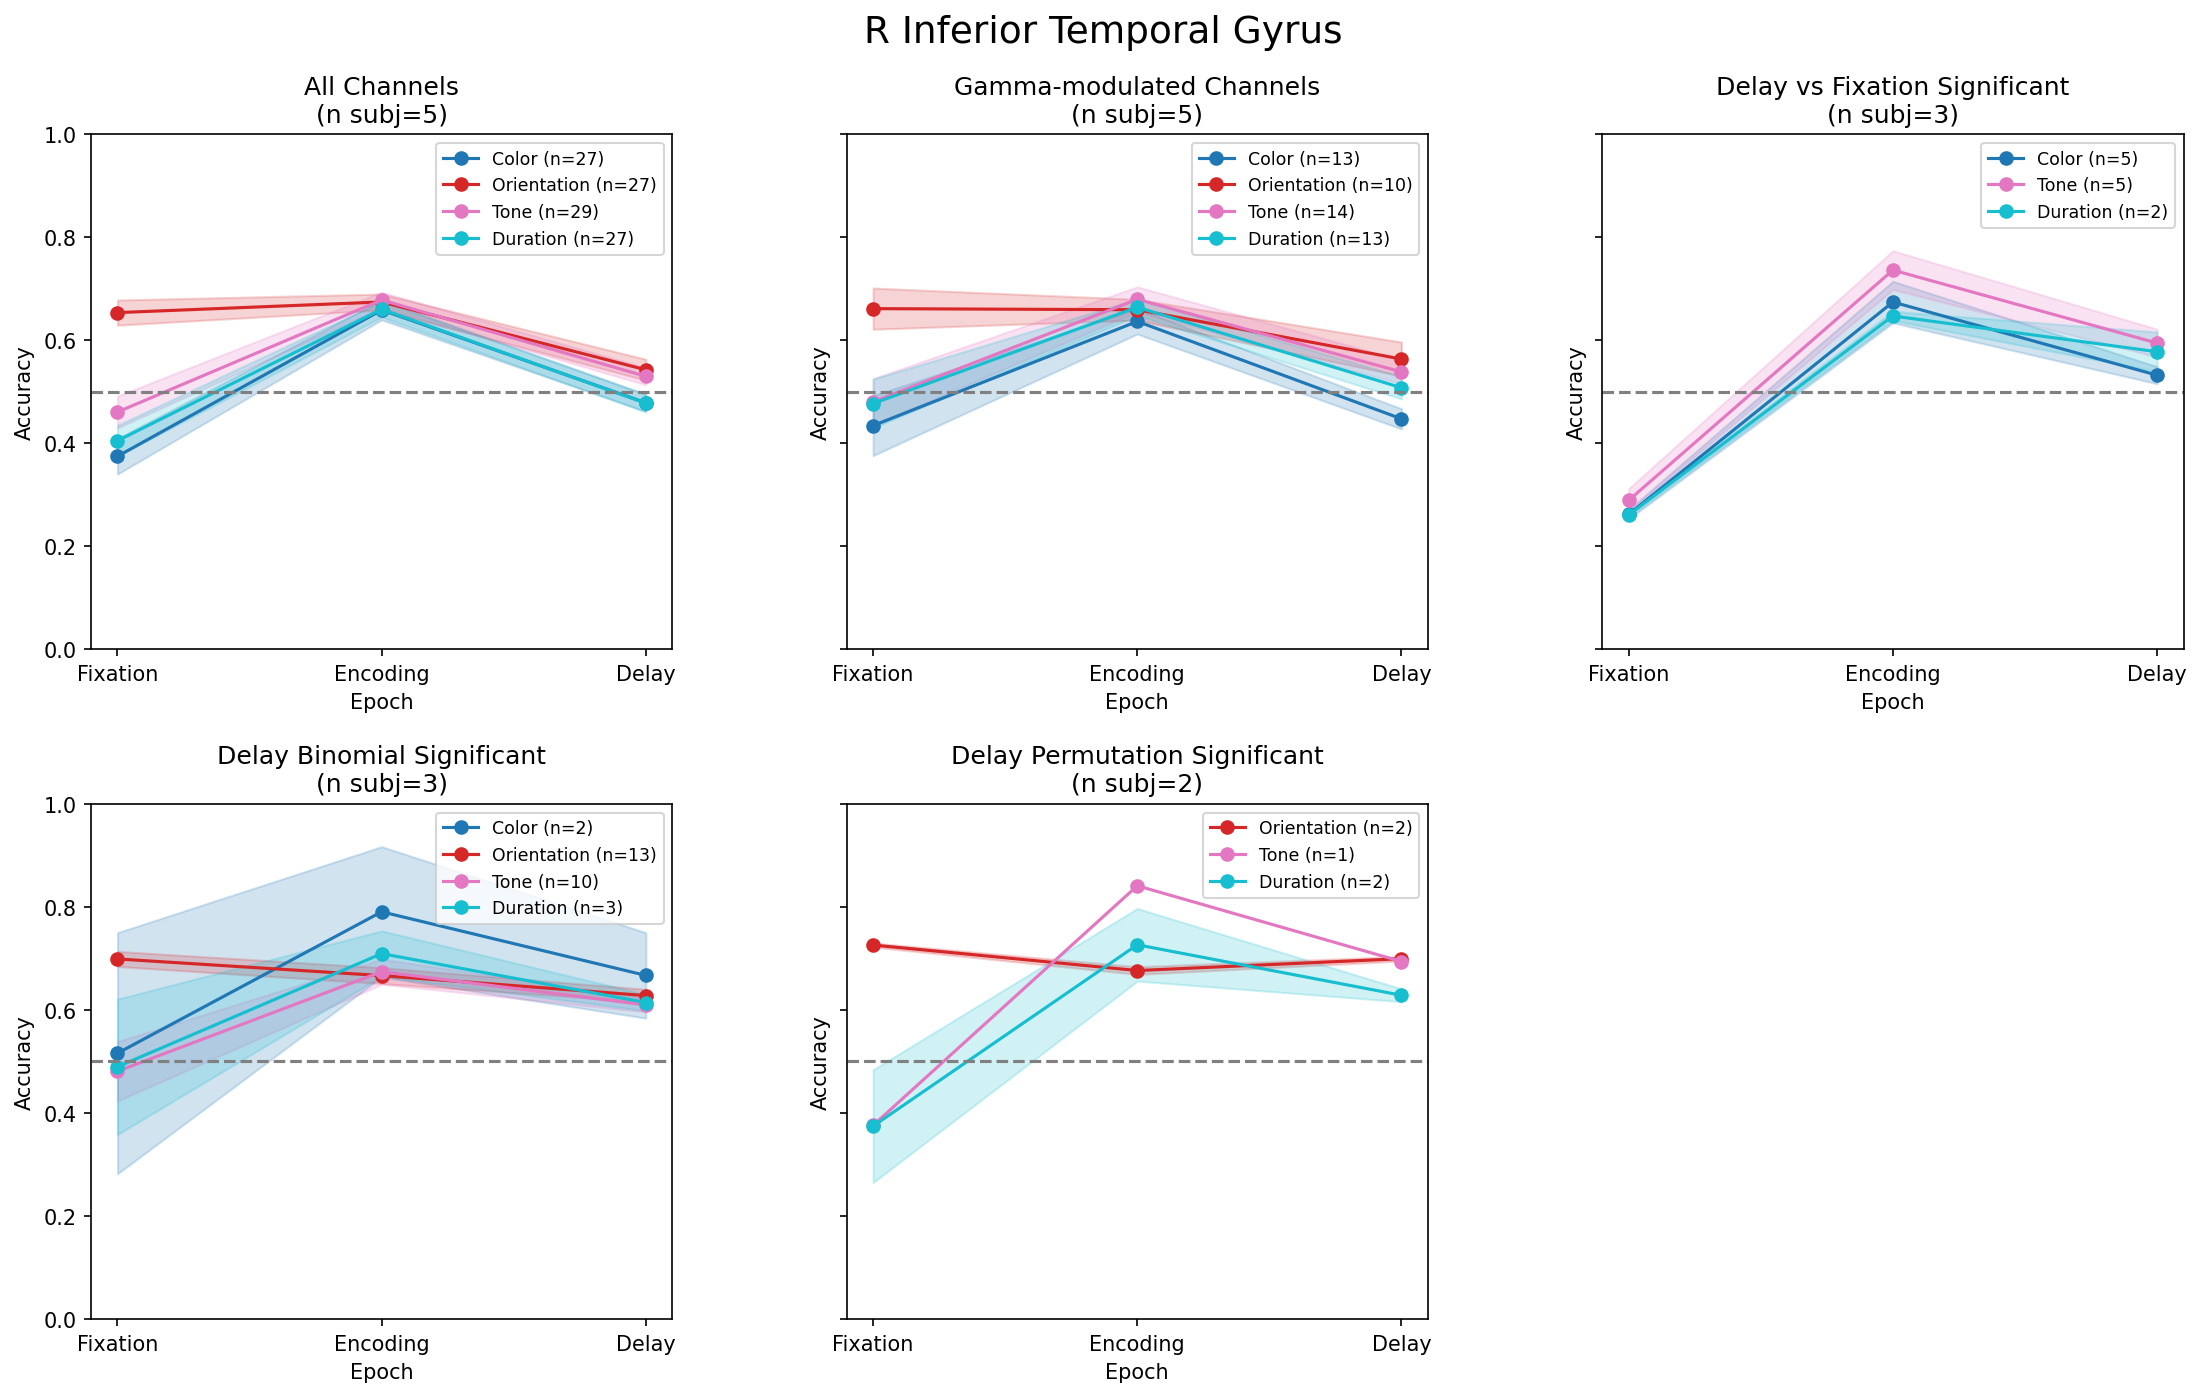 R Inferior Temporal Gyrus
All Channels
(n subj=5)
Color (n=27)
Orientation (n=27)
Tone (n=29)
Duration (n=27)
1.0
0.8
0.6
0.4
0.2
0.0
Accuracy
Fixation
Encoding
Delay
Epoch
Gamma-modulated Channels
(n subj=5)
Color (n=13)
Orientation (n=10)
Tone (n=14)
Duration (n=13)
Accuracy
Fixation
Encoding
Delay
Epoch
Delay vs Fixation Significant
(n subj=3)
Color (n=5)
Tone (n=5)
Duration (n=2)
Accuracy
Fixation
Encoding
Delay
Epoch
Delay Binomial Significant
(n subj=3)
Color (n=2)
Orientation (n=13)
Tone (n=10)
Duration (n=3)
1.0
0.8
0.6
0.4
0.2
0.0
Accuracy
Fixation
Encoding
Delay
Epoch
Delay Permutation Significant
(n subj=2)
Orientation (n=2)
Tone (n=1)
Duration (n=2)
Accuracy
Fixation
Encoding
Delay
Epoch